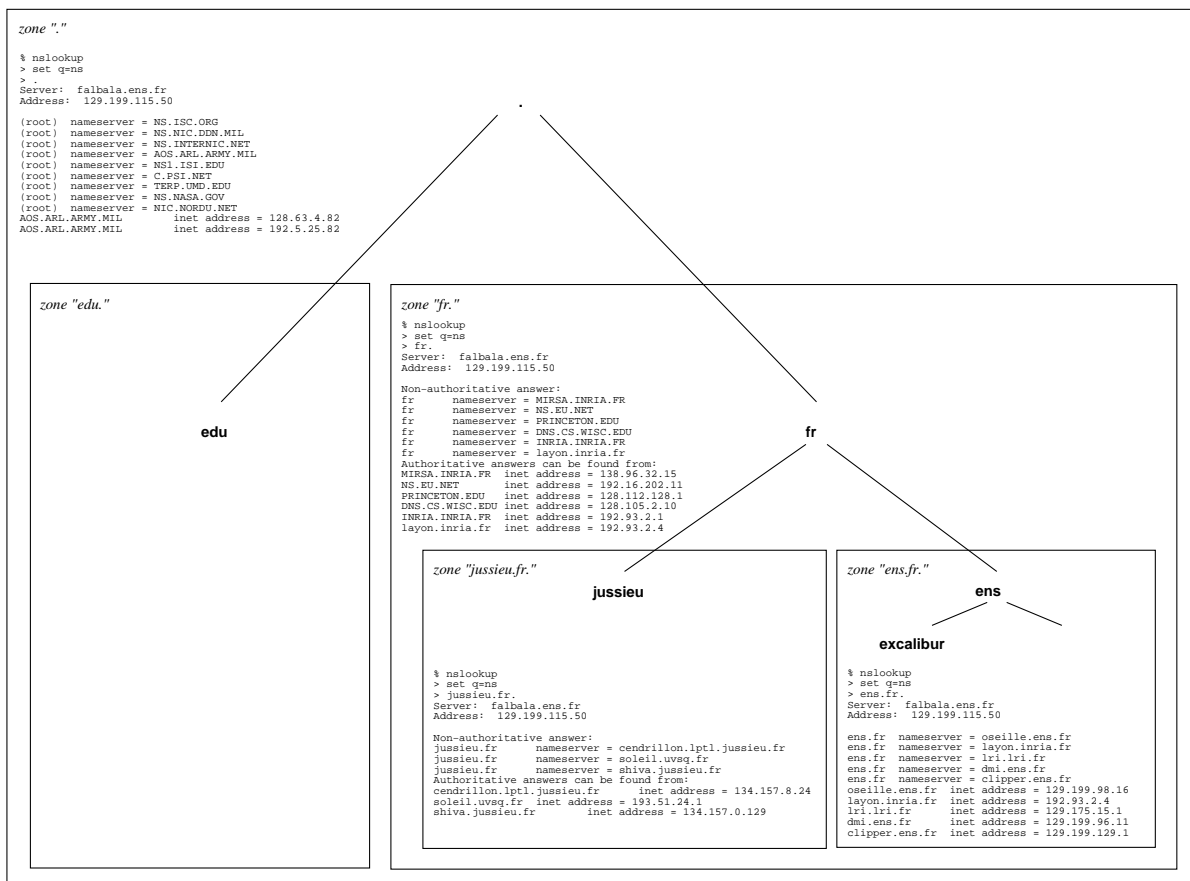 zone "."
% nslookup
> set q=ns
> .
Server:  falbala.ens.fr
Address:  129.199.115.50
(root)  nameserver = NS.ISC.ORG
(root)  nameserver = NS.NIC.DDN.MIL
(root)  nameserver = NS.INTERNIC.NET
(root)  nameserver = AOS.ARL.ARMY.MIL
(root)  nameserver = NS1.ISI.EDU
(root)  nameserver = C.PSI.NET
(root)  nameserver = TERP.UMD.EDU
(root)  nameserver = NS.NASA.GOV
(root)  nameserver = NIC.NORDU.NET
AOS.ARL.ARMY.MIL        inet address = 128.63.4.82
AOS.ARL.ARMY.MIL        inet address = 192.5.25.82
.
zone "edu."
edu
zone "fr."
% nslookup
> set q=ns
> fr.
Server:  falbala.ens.fr
Address:  129.199.115.50
Non-authoritative answer:
fr      nameserver = MIRSA.INRIA.FR
fr      nameserver = NS.EU.NET
fr      nameserver = PRINCETON.EDU
fr      nameserver = DNS.CS.WISC.EDU
fr      nameserver = INRIA.INRIA.FR
fr      nameserver = layon.inria.fr
Authoritative answers can be found from:
MIRSA.INRIA.FR  inet address = 138.96.32.15
NS.EU.NET       inet address = 192.16.202.11
PRINCETON.EDU   inet address = 128.112.128.1
DNS.CS.WISC.EDU inet address = 128.105.2.10
INRIA.INRIA.FR  inet address = 192.93.2.1
layon.inria.fr  inet address = 192.93.2.4
fr
zone "jussieu.fr."
jussieu
% nslookup
> set q=ns
> jussieu.fr.
Server:  falbala.ens.fr
Address:  129.199.115.50
Non-authoritative answer:
jussieu.fr      nameserver = cendrillon.lptl.jussieu.fr
jussieu.fr      nameserver = soleil.uvsq.fr
jussieu.fr      nameserver = shiva.jussieu.fr
Authoritative answers can be found from:
cendrillon.lptl.jussieu.fr      inet address = 134.157.8.24
soleil.uvsq.fr  inet address = 193.51.24.1
shiva.jussieu.fr        inet address = 134.157.0.129
zone "ens.fr."
ens
excalibur
% nslookup
> set q=ns
> ens.fr.
Server:  falbala.ens.fr
Address:  129.199.115.50
ens.fr  nameserver = oseille.ens.fr
ens.fr  nameserver = layon.inria.fr
ens.fr  nameserver = lri.lri.fr
ens.fr  nameserver = dmi.ens.fr
ens.fr  nameserver = clipper.ens.fr
oseille.ens.fr  inet address = 129.199.98.16
layon.inria.fr  inet address = 192.93.2.4
lri.lri.fr      inet address = 129.175.15.1
dmi.ens.fr      inet address = 129.199.96.11
clipper.ens.fr  inet address = 129.199.129.1